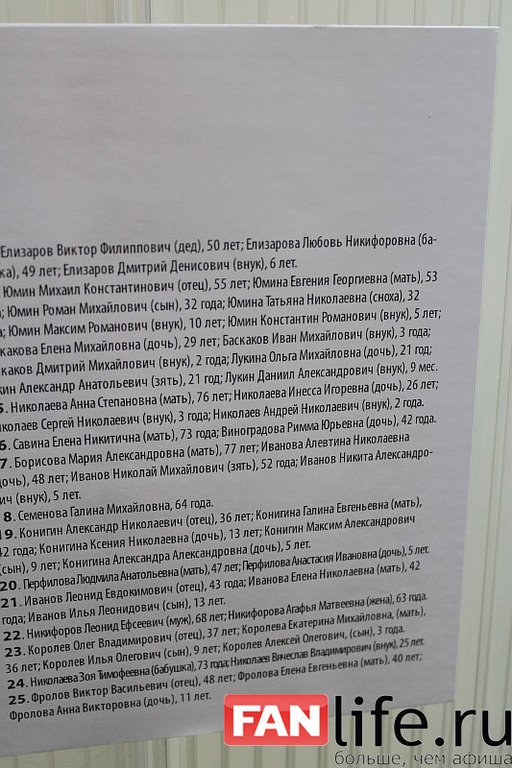 Елизаров Виктор Филиппович (дед), 50 лет; Елизарова Любовь Никифоровна (ба-
ка), 49 лет; Елизаров Дмитрий Денисович (внук), 6 лет.
Юмин Михаил Константинович (отец), 55 лет; Юмина Евгения Георгиевна (мать), 53
; Юмин Роман Михайлович (сын), 32 года; Юмина Татьяна Николаевна (сноха), 32
а; Юмин Максим Романович (внук), 10 лет; Юмин Константин Романович (внук), 5 лет;
скакова Елена Михайловна (дочь), 29 лет; Баскаков Иван Михайлович (внук), 3 года;
скаков Дмитрий Михайлович (внук), 2 года; Лукина Ольга Михайловна (дочь), 21 год;
кин Александр Анатольевич (зять), 21 год; Лукин Даниил Александрович (внук), 9 мес.
5. Николаева Анна Степановна (мать), 76 лет; Николаева Инесса Игоревна (дочь), 26 лет;
иколаев Сергей Николаевич (внук), 3 года; Николаев Андрей Николаевич (внук), 2 года.
6. Савина Елена Никитична (мать), 73 года; Виноградова Римма Юрьевна (дочь), 42 года.
7. Борисова Мария Александровна (мать), 77 лет; Иванова Алевтина Николаевна
дочь), 48 лет; Иванов Николай Михайлович (зять), 52 года; Иванов Никита Александро-
ич (внук), 5 лет.
18. Семенова Галина Михайловна, 64 года.
19. Конигин Александр Николаевич (отец), 36 лет; Конигина Галина Евгеньевна (мать),
42 года; Конигина Ксения Николаевна (дочь), 13 лет; Конигин Максим Александрович
(сын), 9 лет; Конигина Александра Александровна (дочь), 5 лет.
20. Перфилова Людмила Анатольевна (мать), 47 лет; Перфилова Анастасия Ивановна (дочь), 5 лет.
21. Иванов Леонид Евдокимович (отец), 43 года; Иванова Елена Николаевна (мать), 42
года; Иванов Илья Леонидович (сын), 13 лет.
22. Никифоров Леонид Ефсеевич (муж), 68 лет; Никифорова Агафья Матвеевна (жена), 63 года.
23. Королев Олег Владимирович (отец), 37 лет; Королева Екатерина Михайловна, (мать),
36 лет; Королев Илья Олегович (сын), 9 лет; Королев Алексей Олегович, (сын), 3 года.
24. Николаева Зоя Тимофеевна (бабушка), 73 года; Николаев Вячеслав Владимирович (внук), 25 лет.
25. Фролов Виктор Васильевич (отец), 48 лет; Фролова Елена Евгеньевна (мать), 40 лет;
Фролова Анна Викторовна (дочь), 11 лет.
FANlife.ru
больше, чем афиша